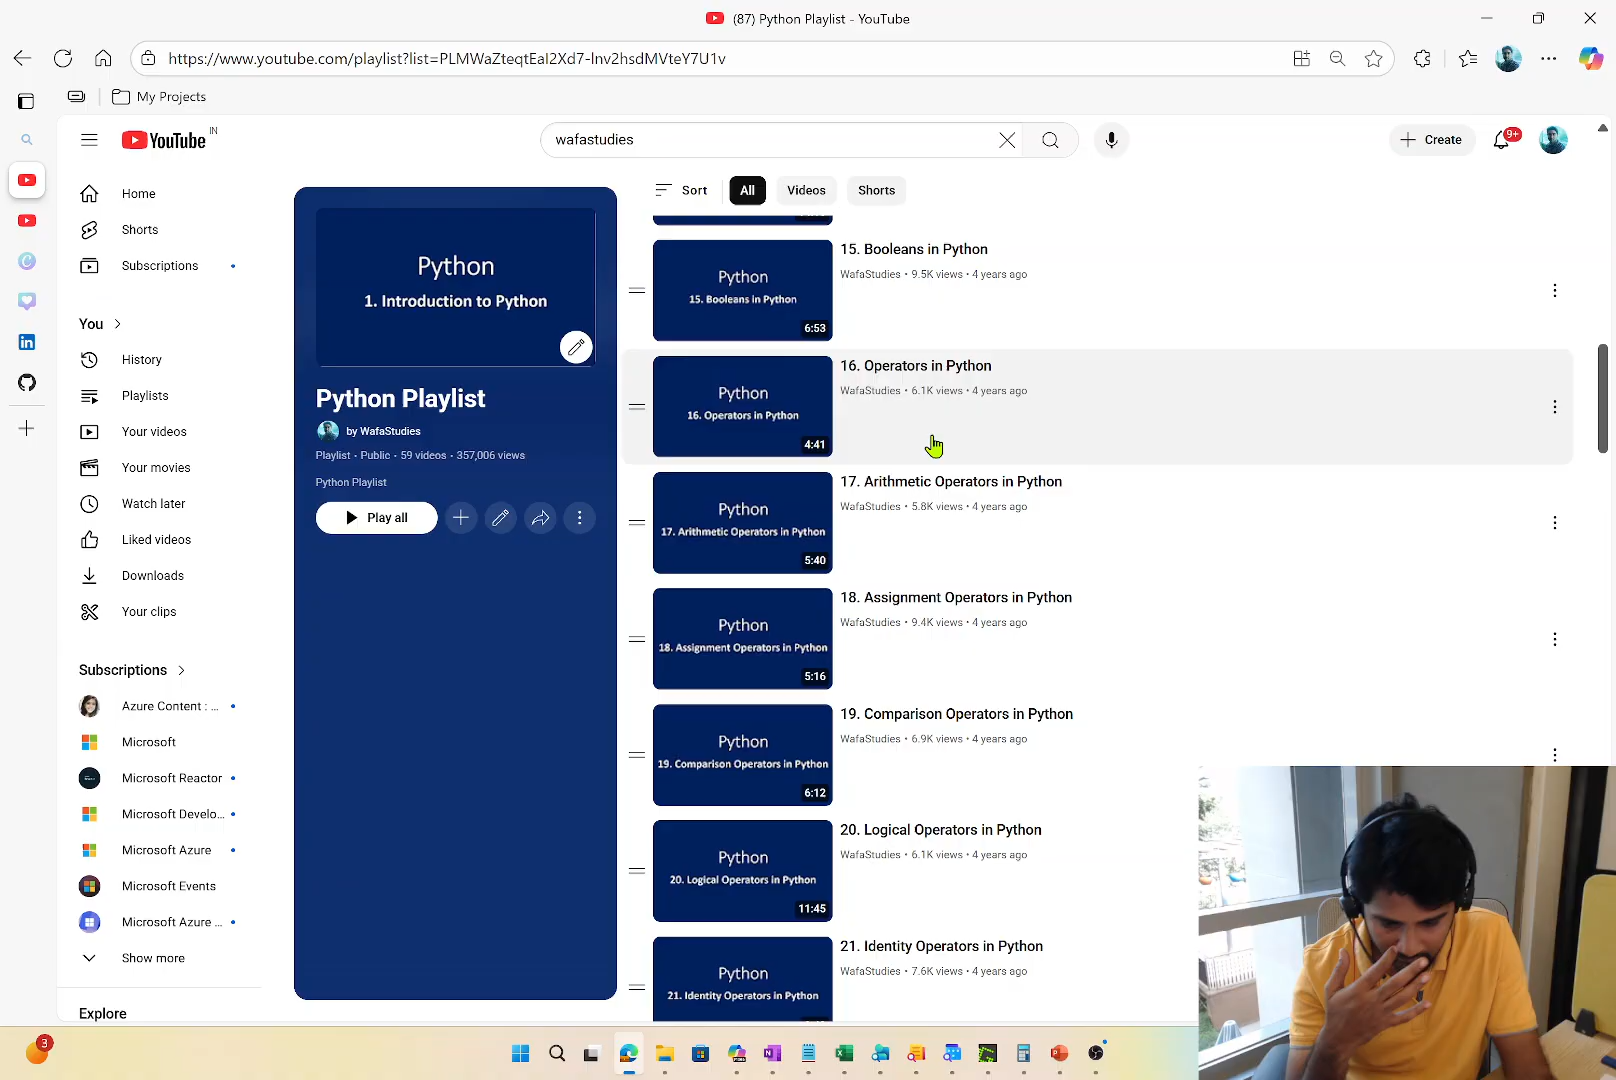 (87) Python Playlist - YouTube
https://www.youtube.com/playlist?list=PLMWaZteqtEaI2Xd7-lnv2hsdMVteY7U1v
My Projects
YouTube IN
wafastudies
Create
9+
Home
Shorts
Subscriptions
You
History
Playlists
Your videos
Your movies
Watch later
Liked videos
Downloads
Your clips
Subscriptions
Azure Content : ...
Microsoft
Microsoft Reactor
Microsoft Develo...
Microsoft Azure
Microsoft Events
Microsoft Azure ...
Show more
Explore
Python
1. Introduction to Python
Python Playlist
by WafaStudies
Playlist • Public • 59 videos • 357,006 views
Python Playlist
Play all
Sort
All
Videos
Shorts
Python
15. Booleans in Python
6:53
15. Booleans in Python
WafaStudies • 9.5K views • 4 years ago
Python
16. Operators in Python
4:41
16. Operators in Python
WafaStudies • 6.1K views • 4 years ago
Python
17. Arithmetic Operators in Python
5:40
17. Arithmetic Operators in Python
WafaStudies • 5.8K views • 4 years ago
Python
18. Assignment Operators in Python
5:16
18. Assignment Operators in Python
WafaStudies • 9.4K views • 4 years ago
Python
19. Comparison Operators in Python
6:12
19. Comparison Operators in Python
WafaStudies • 6.9K views • 4 years ago
Python
20. Logical Operators in Python
11:45
20. Logical Operators in Python
WafaStudies • 6.1K views • 4 years ago
Python
21. Identity Operators in Python
21. Identity Operators in Python
WafaStudies • 7.6K views • 4 years ago
3